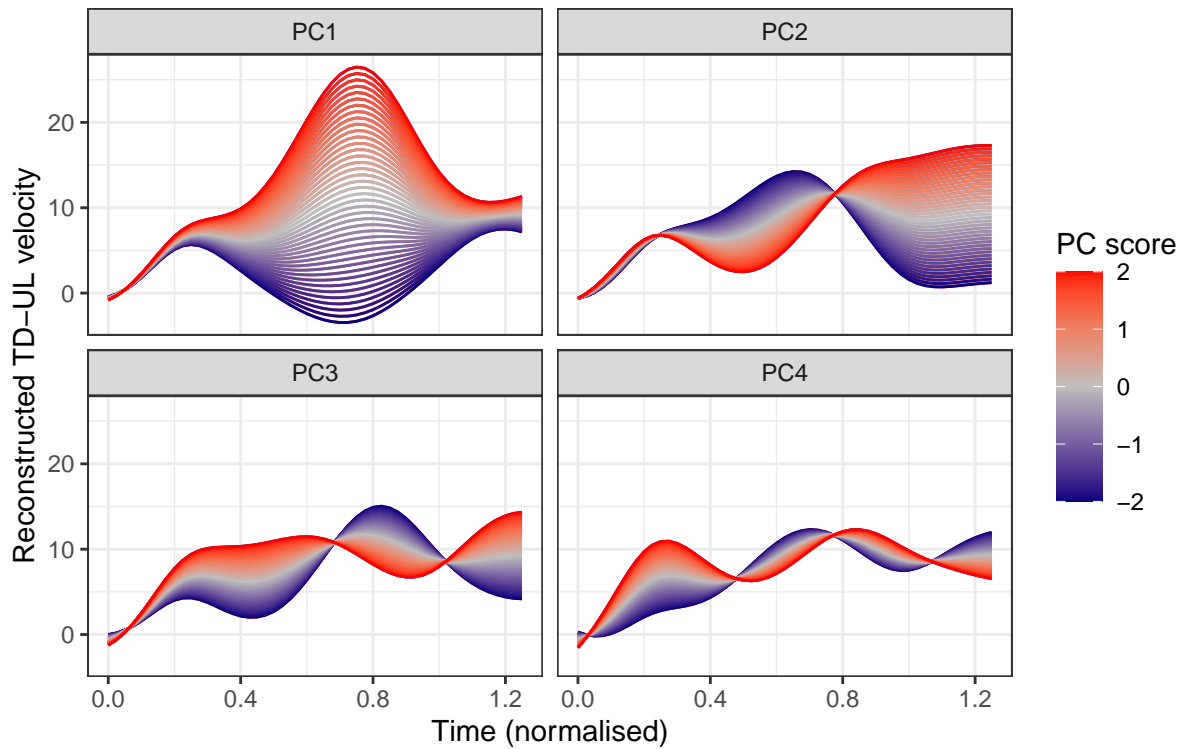 PC1 PC2
20
10
0
PC3 PC4
20
10
0
0.0 0.4 0.8 1.2 0.0 0.4 0.8 1.2
Time (normalised)
Reconstructed TD−UL velocity
PC score
2
1
0
−1
−2